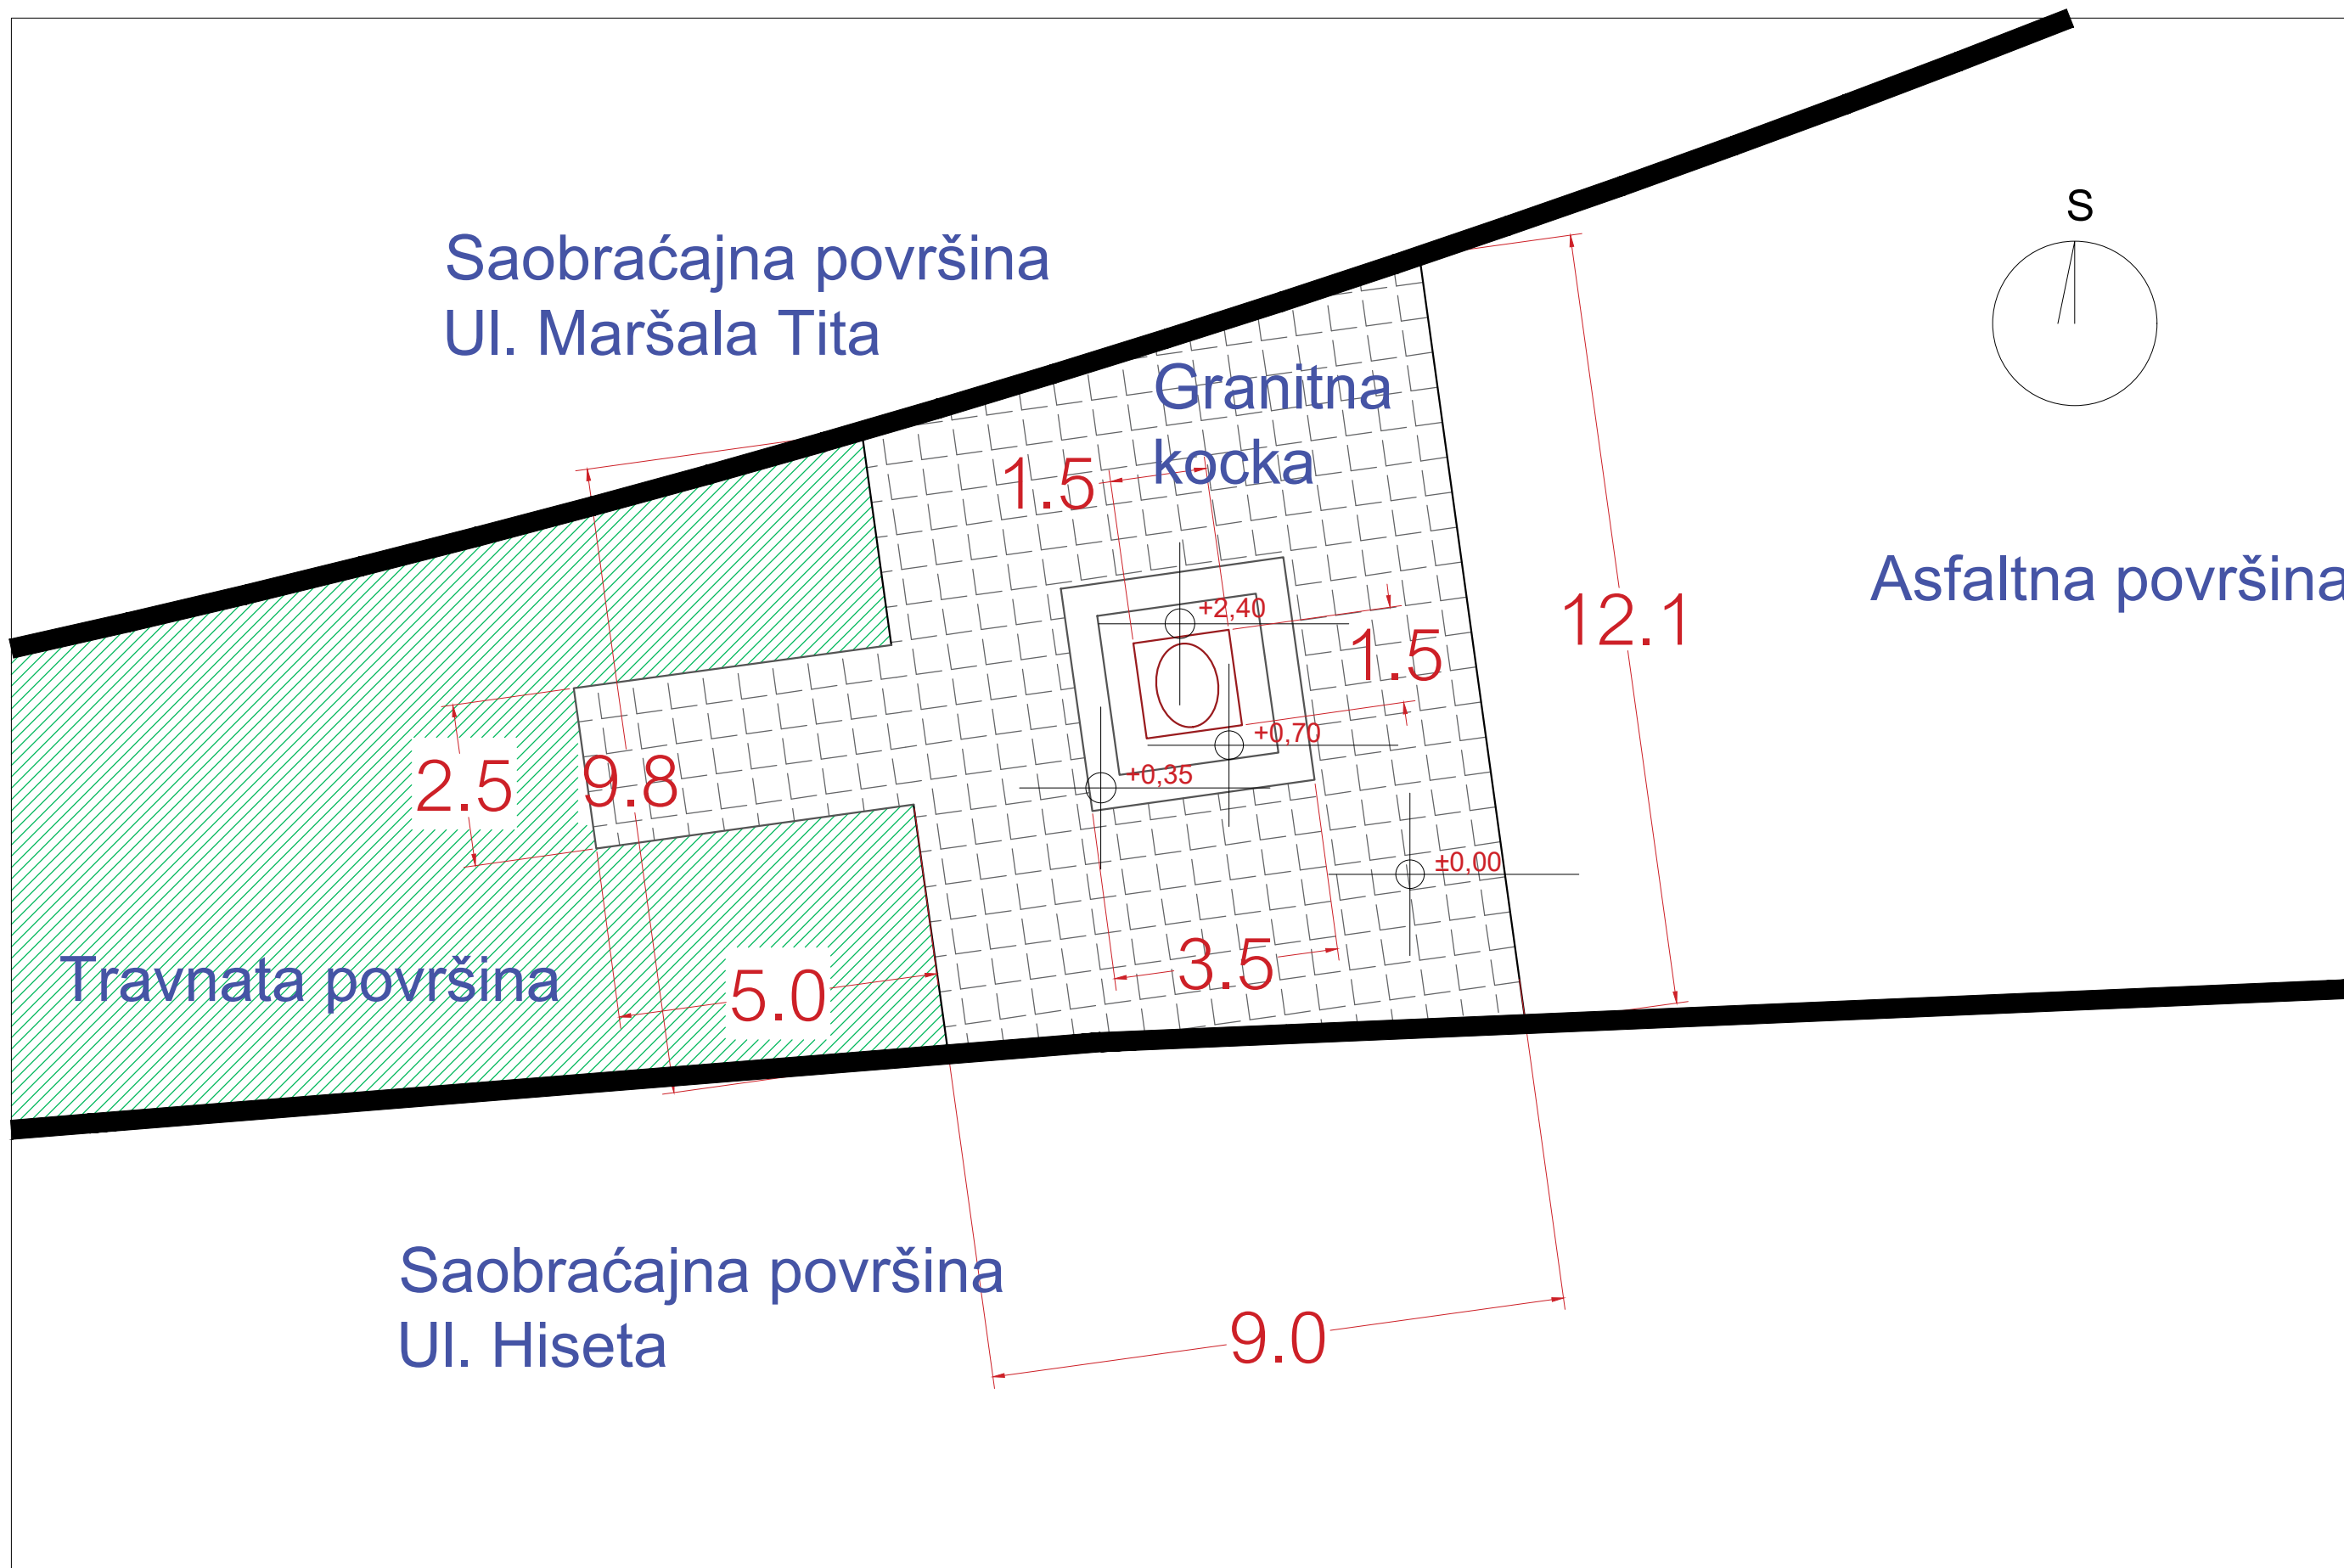 S
Saobraćajna površina
Ul. Maršala Tita
Granitna
kocka
1.5
Asfaltna površina
+2,40
12.1
1.5
+0,70
2.5
9.8
+0,35
±0,00
Travnata površina
3.5
5.0
Saobraćajna površina
Ul. Hiseta
9.0